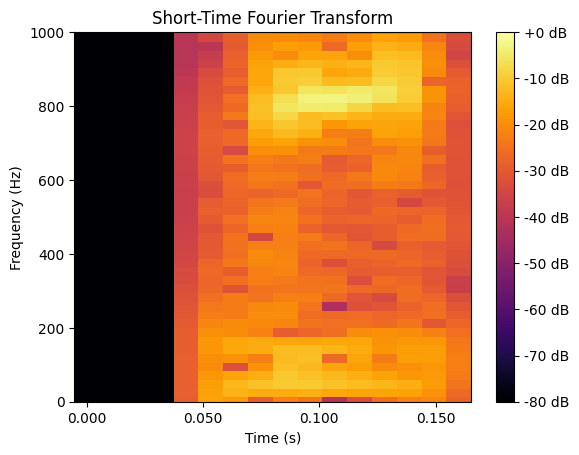 Short-Time Fourier Transform
1000
800
600
400
200
0
Frequency (Hz)
0.000
0.050
0.100
0.150
Time (s)
+0 dB
-10 dB
-20 dB
-30 dB
-40 dB
-50 dB
-60 dB
-70 dB
-80 dB